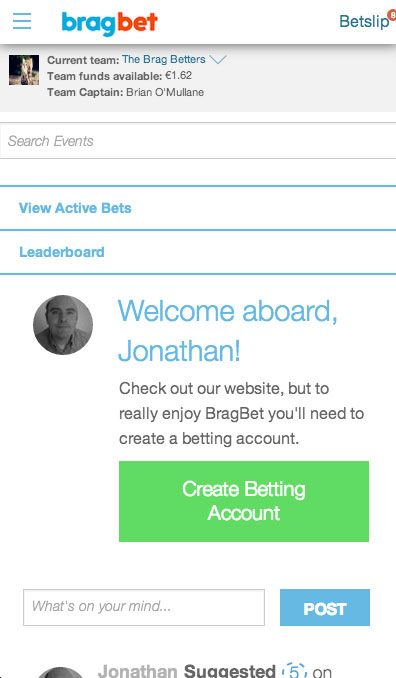 bragbet
Betslip 8
Current team: The Brag Betters
Team funds available: €1.62
Team Captain: Brian O'Mullane
Search Events
View Active Bets
Leaderboard
Welcome aboard,
Jonathan!
Check out our website, but to
really enjoy BragBet you'll need to
create a betting account.
Create Betting
Account
What's on your mind...
POST
Jonathan Suggested 5 on